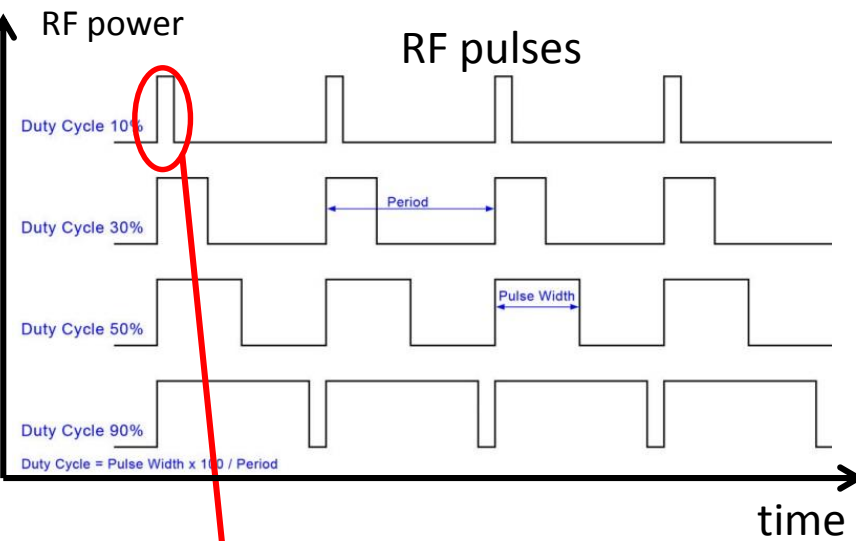 RF power
RF pulses
Duty Cycle 10%
Period
Duty Cycle 30%
Pulse Width
Duty Cycle 50%
Duty Cycle 90%
Duty Cycle = Pulse Width x 100 / Period
time